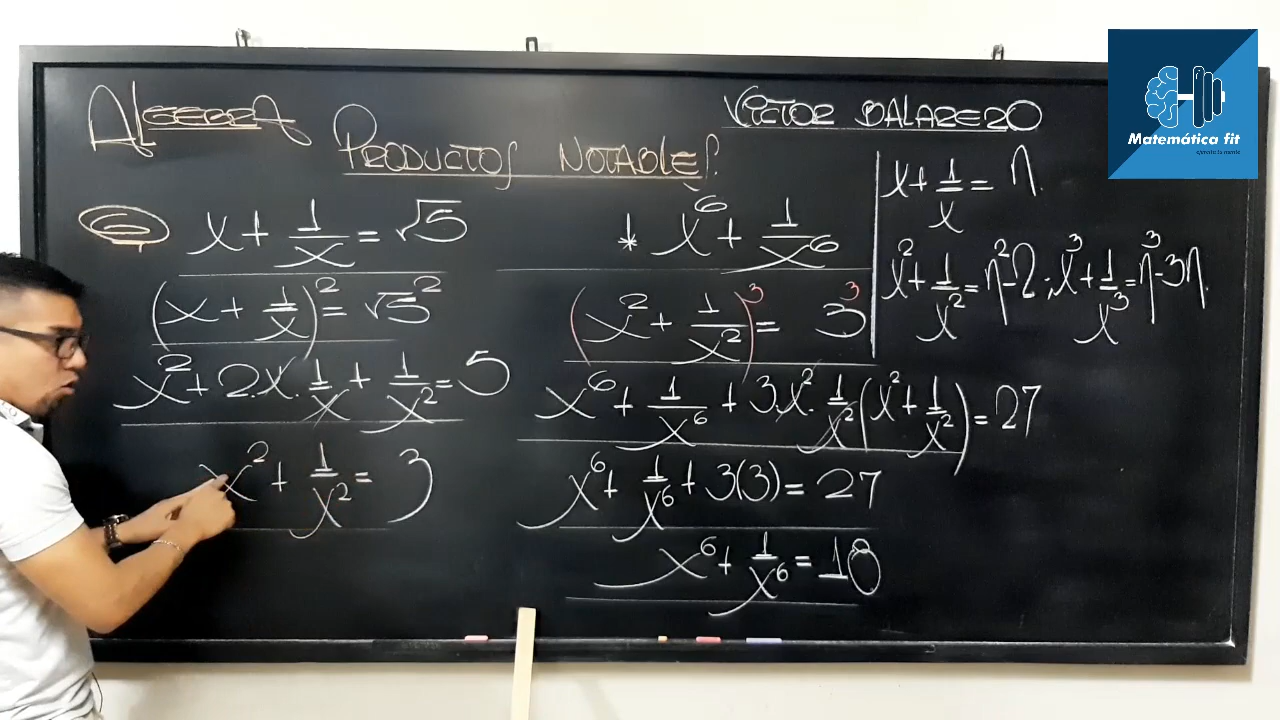 ALGEBRA
PRODUCTOS NOTABLES
VICTOR BALAREZO
Matemática fit
ejercita tu mente
6 x + 1/x = √5
(x + 1/x)² = √5²
x² + 2.x.1/x + 1/x² = 5
x² + 1/x² = 3
* x⁶ + 1/x⁶
(x² + 1/x²)³ = 3³
x⁶ + 1/x⁶ + 3.x².1/x²(x² + 1/x²) = 27
x⁶ + 1/x⁶ + 3(3) = 27
x⁶ + 1/x⁶ = 18
x + 1/x = n
x² + 1/x² = n² - 2 ; x³ + 1/x³ = n³ - 3n